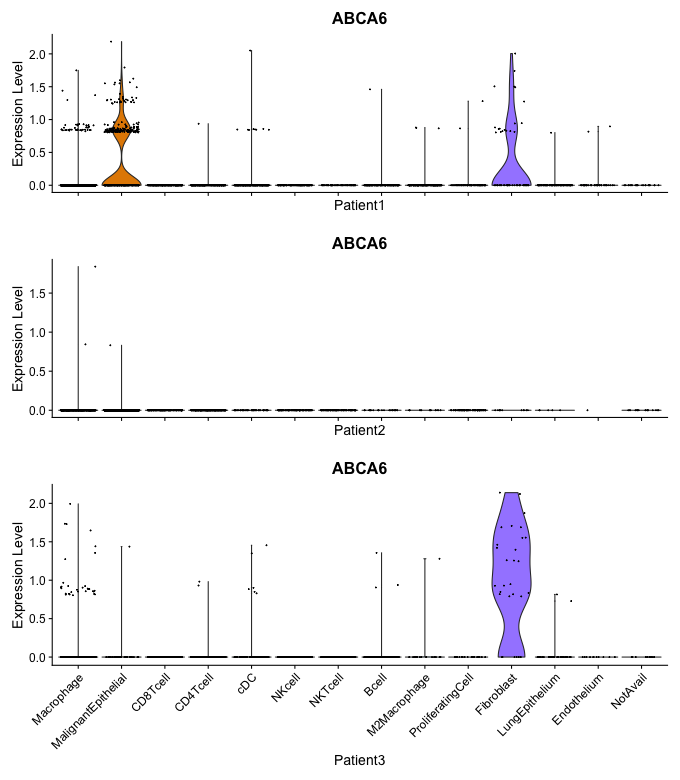 ABCA6
Expression Level
2.0
1.5
1.0
0.5
0.0
Patient1
ABCA6
Expression Level
1.5
1.0
0.5
0.0
Patient2
ABCA6
Expression Level
2.0
1.5
1.0
0.5
0.0
Macrophage
MalignantEpithelial
CD8Tcell
CD4Tcell
cDC
NKcell
NKTcell
Bcell
M2Macrophage
ProliferatingCell
Fibroblast
LungEpithelium
Endothelium
NotAvail
Patient3